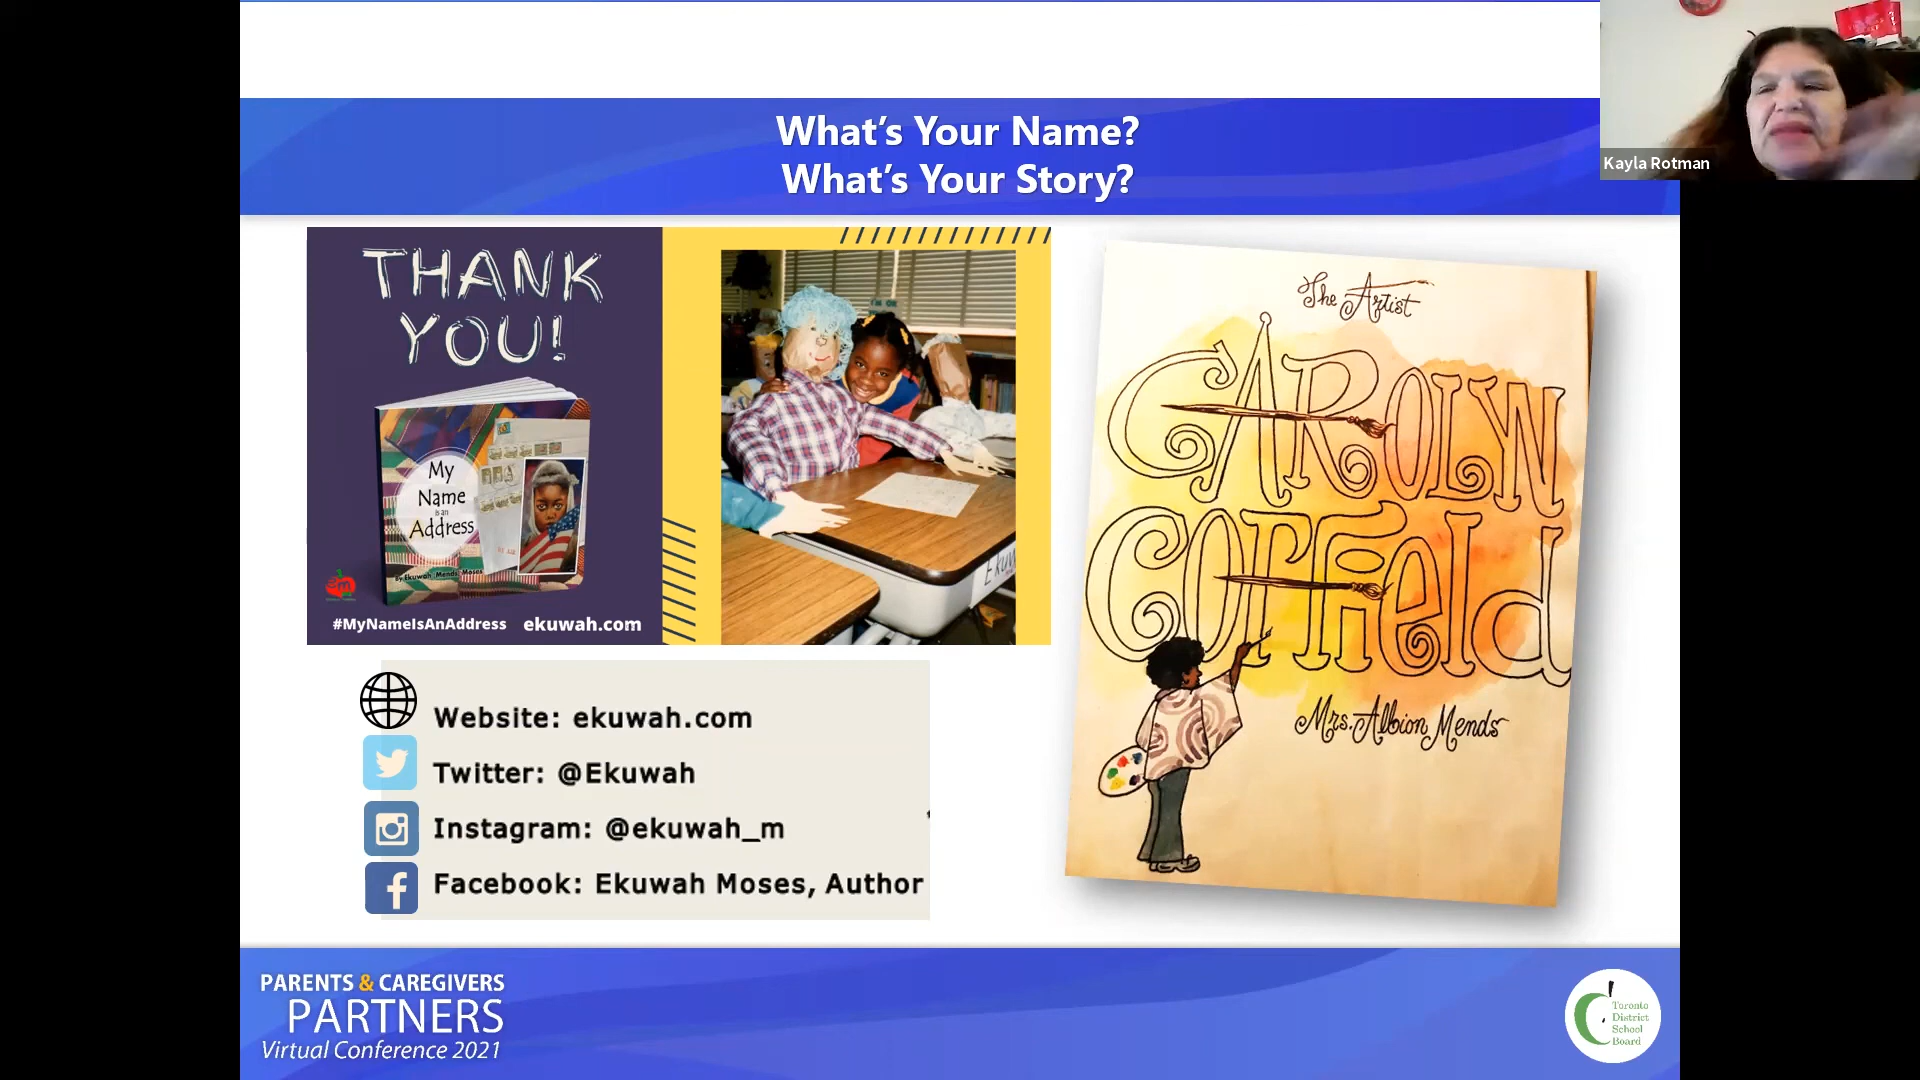 What's Your Name?
What's Your Story?
Kayla Rotman
THANK
YOU!
My
Name
is an
Address
By Ekuwah Mends Moses
#MyNameIsAnAddress
ekuwah.com
Ekuw
The Artist
CAROLYN
CORFIELD
Mrs. Albion Mends
Website: ekuwah.com
Twitter: @Ekuwah
Instagram: @ekuwah_m
Facebook: Ekuwah Moses, Author
PARENTS & CAREGIVERS
PARTNERS
Virtual Conference 2021
Toronto
District
School
Board